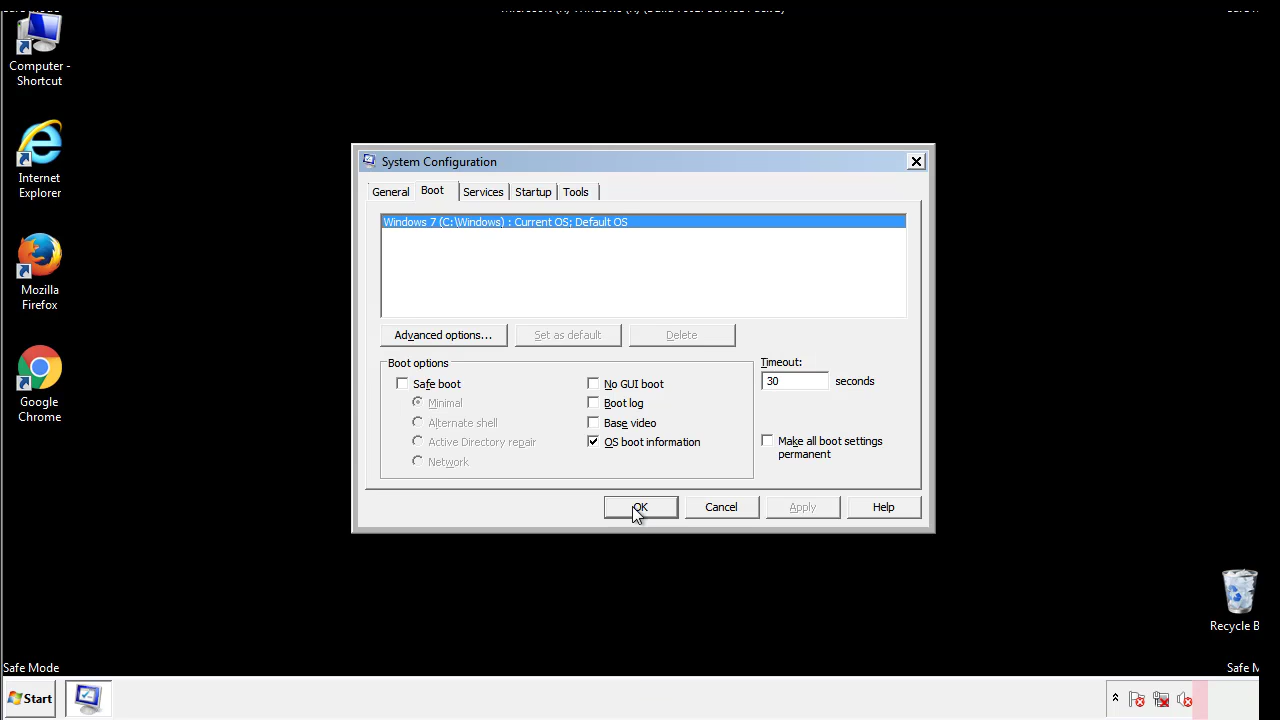 Computer -
Shortcut
Internet
Explorer
Mozilla
Firefox
Google
Chrome
System Configuration
General Boot Services Startup Tools
Windows 7 (C:\Windows) : Current OS; Default OS
Advanced options... Set as default Delete
Boot options
Safe boot
Minimal
Alternate shell
Active Directory repair
Network
No GUI boot
Boot log
Base video
OS boot information
Timeout:
30 seconds
Make all boot settings
permanent
OK Cancel Apply Help
Recycle B
Safe Mode
Safe M
Start